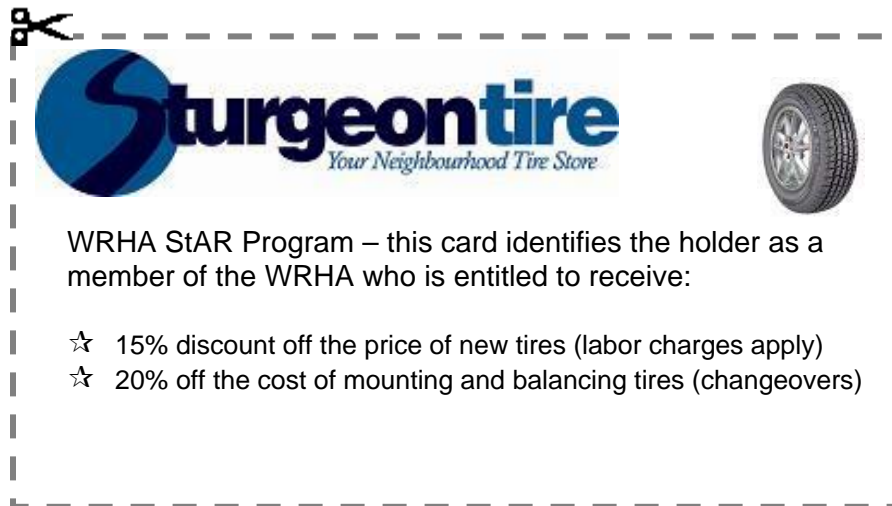 Sturgeontire
Your Neighbourhood Tire Store
WRHA StAR Program – this card identifies the holder as a
member of the WRHA who is entitled to receive:
☆ 15% discount off the price of new tires (labor charges apply)
☆ 20% off the cost of mounting and balancing tires (changeovers)